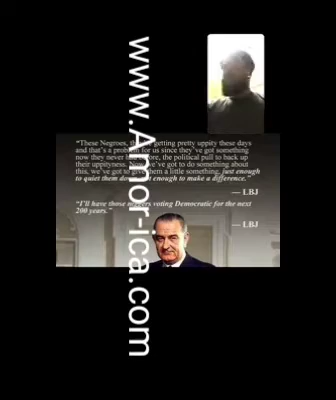 "These Negroes, getting pretty uppity these days
and that's a problem for us since they've got something
now they never before, the political pull to back up
their uppityness. Now we've got to do something about
this, we've got to give them a little something, just enough
to quiet them enough to make a difference."
— LBJ
"I'll have those voting Democratic for the next
200 years."
— LBJ
www.Amor-ica.com